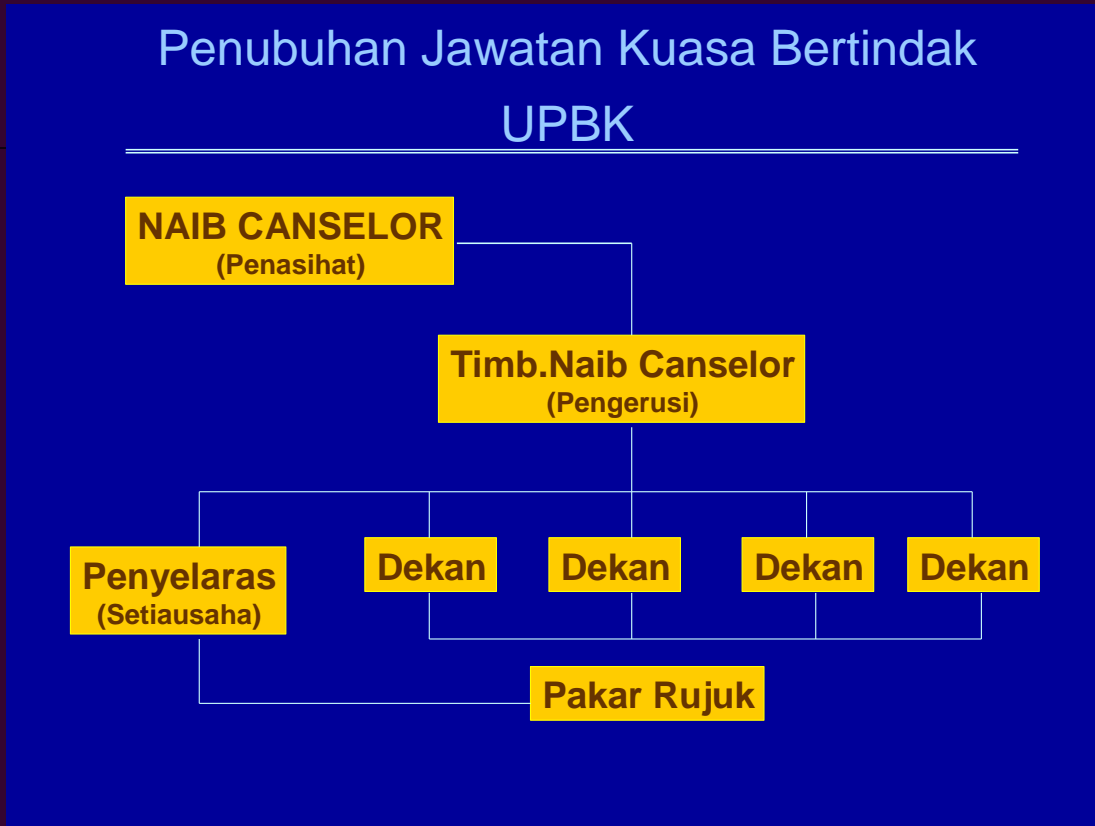 Penubuhan Jawatan Kuasa Bertindak
UPBK
NAIB CANSELOR
(Penasihat)
Timb.Naib Canselor
(Pengerusi)
Penyelaras
(Setiausaha)
Dekan
Dekan
Dekan
Dekan
Pakar Rujuk